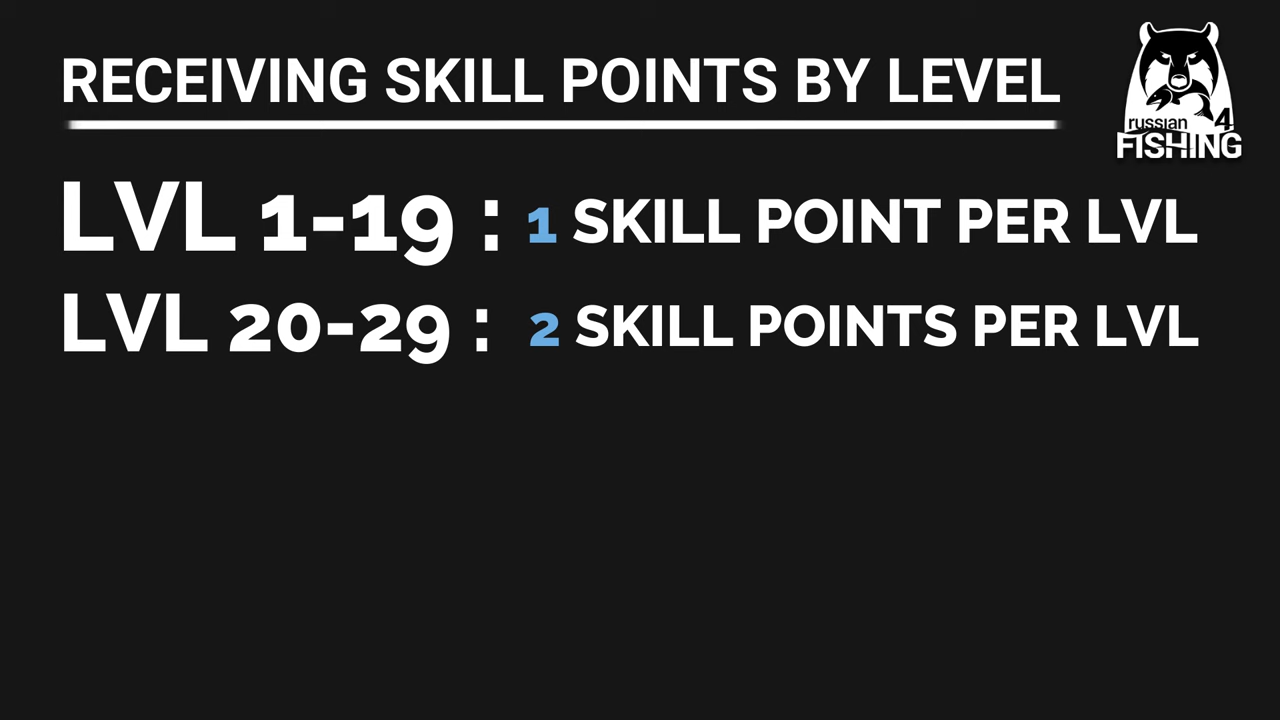 RECEIVING SKILL POINTS BY LEVEL
russian 4
FISHING
LVL 1-19 : 1 SKILL POINT PER LVL
LVL 20-29 : 2 SKILL POINTS PER LVL